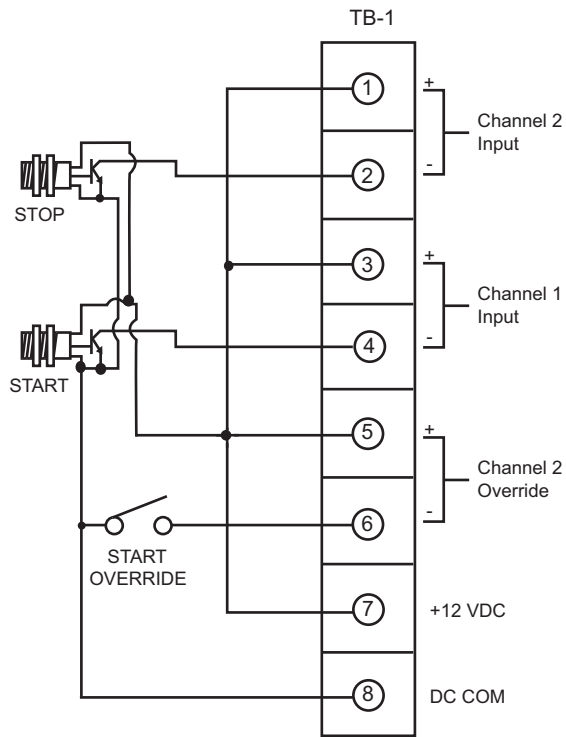 TB-1
1
+
Channel 2
Input
2
-
STOP
3
+
Channel 1
Input
4
-
START
5
+
Channel 2
Override
6
-
START
OVERRIDE
7
+12 VDC
8
DC COM